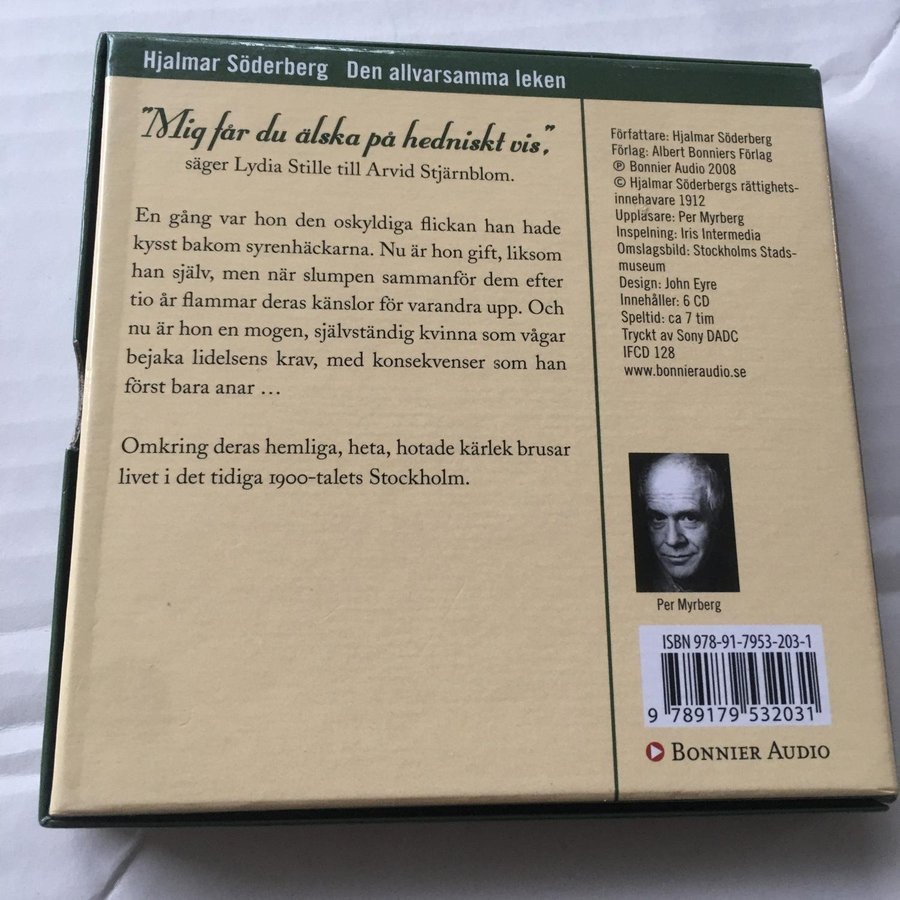 Hjalmar Söderberg Den allvarsamma leken
"Mig får du älska på hedniskt vis,"
säger Lydia Stille till Arvid Stjärnblom.
En gång var hon den oskyldiga flickan han hade
kysst bakom syrenhäckarna. Nu är hon gift, liksom
han själv, men när slumpen sammanför dem efter
tio år flammar deras känslor för varandra upp. Och
nu är hon en mogen, självständig kvinna som vågar
bejaka lidelsens krav, med konsekvenser som han
först bara anar …
Omkring deras hemliga, heta, hotade kärlek brusar
livet i det tidiga 1900-talets Stockholm.
Författare: Hjalmar Söderberg
Förlag: Albert Bonniers Förlag
℗ Bonnier Audio 2008
© Hjalmar Söderbergs rättighets-
innehavare 1912
Uppläsare: Per Myrberg
Inspelning: Iris Intermedia
Omslagsbild: Stockholms Stads-
museum
Design: John Eyre
Innehåller: 6 CD
Speltid: ca 7 tim
Tryckt av Sony DADC
IFCD 128
www.bonnieraudio.se
Per Myrberg
ISBN 978-91-7953-203-1
9 789179 532031
BONNIER AUDIO